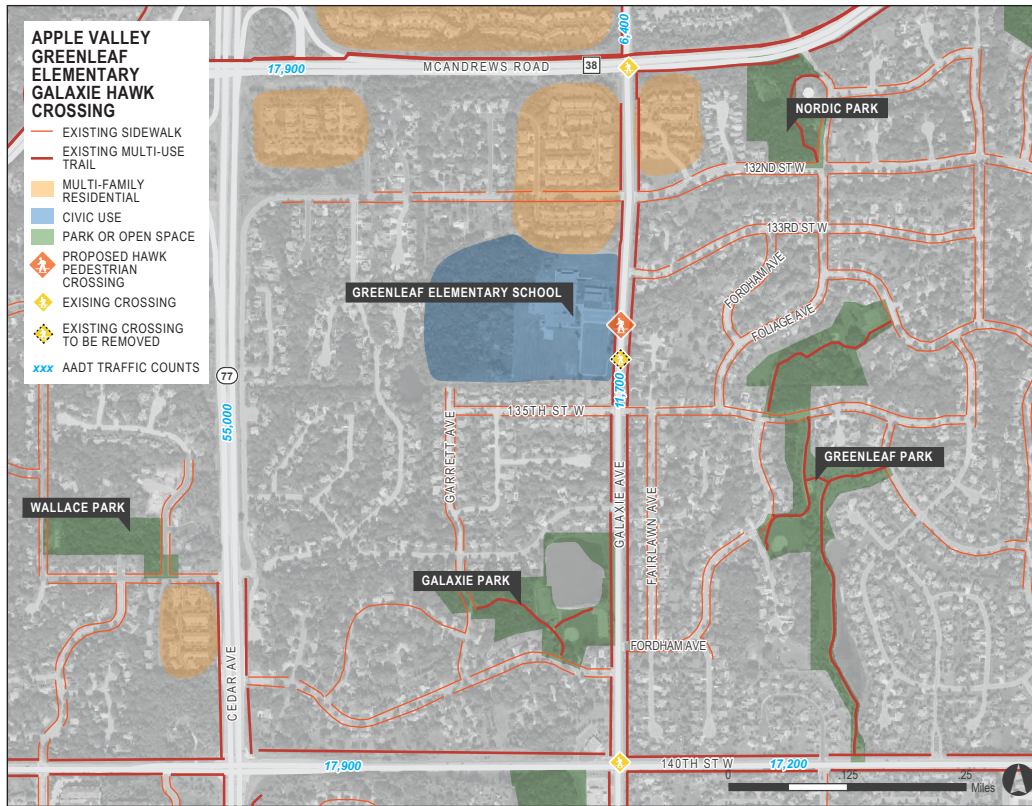 APPLE VALLEY
GREENLEAF
ELEMENTARY
GALAXIE HAWK
CROSSING
EXISTING SIDEWALK
EXISTING MULTI-USE
TRAIL
MULTI-FAMILY
RESIDENTIAL
CIVIC USE
PARK OR OPEN SPACE
PROPOSED HAWK
PEDESTRIAN
CROSSING
EXISING CROSSING
EXISTING CROSSING
TO BE REMOVED
xxx AADT TRAFFIC COUNTS
6,400
17,900
MCANDREWS ROAD
38
NORDIC PARK
132ND ST W
133RD ST W
FORDHAM AVE
GREENLEAF ELEMENTARY SCHOOL
FOLIAGE AVE
77
55,000
11,700
135TH ST W
GARRETT AVE
GALAXIE AVE
FAIRLAWN AVE
GREENLEAF PARK
WALLACE PARK
GALAXIE PARK
FORDHAM AVE
CEDAR AVE
17,900
140TH ST W
17,200
0 .125 .25
Miles